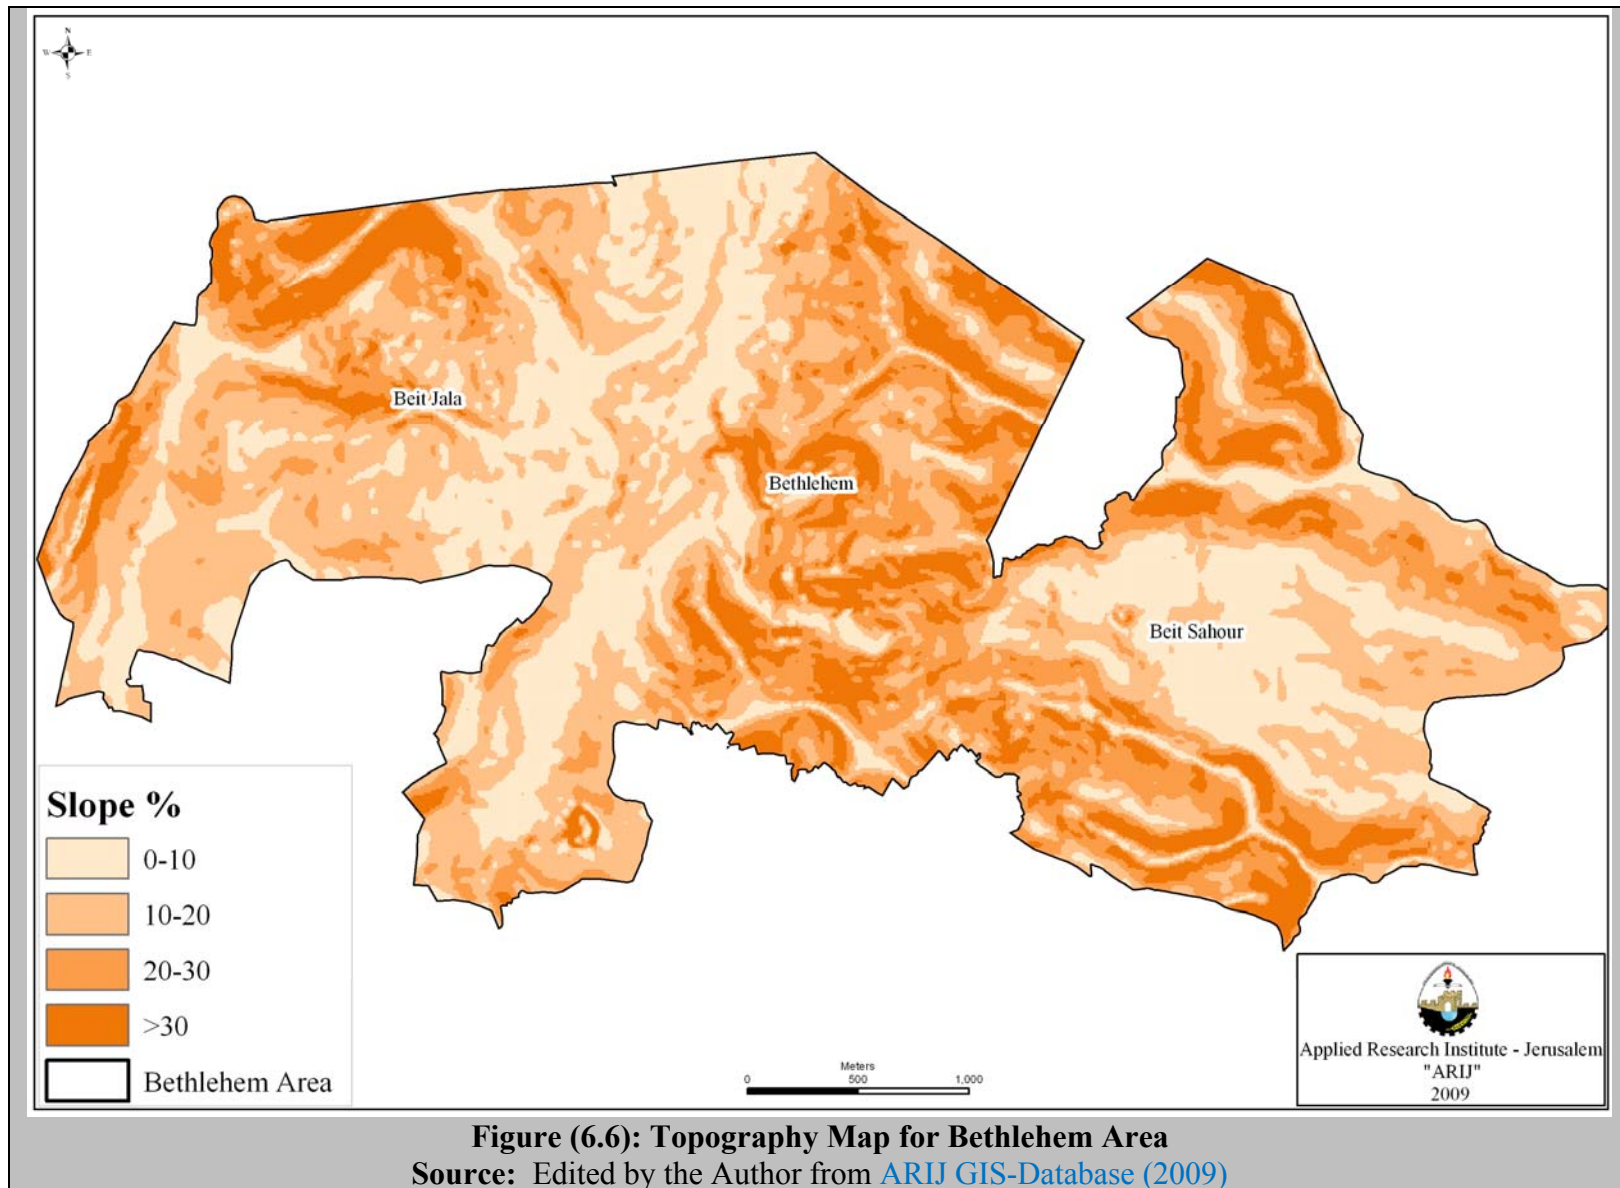 N
W E
S
Beit Jala
Bethlehem
Beit Sahour
Slope %
0-10
10-20
20-30
>30
Bethlehem Area
Meters
0 500 1,000
Applied Research Institute - Jerusalem
"ARIJ"
2009
Figure (6.6): Topography Map for Bethlehem Area
Source: Edited by the Author from ARIJ GIS-Database (2009)